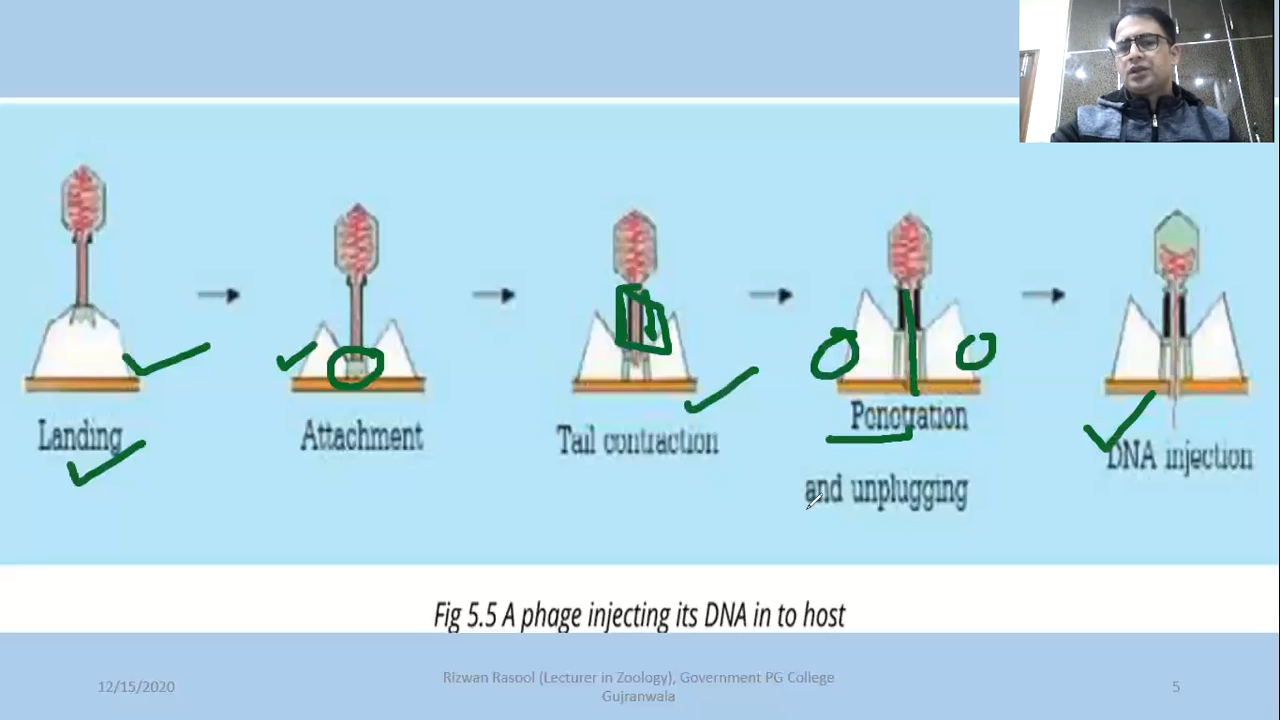 Landing
Attachment
Tail contraction
Penetration
and unplugging
DNA injection
Fig 5.5 A phage injecting its DNA in to host
12/15/2020
Rizwan Rasool (Lecturer in Zoology), Government PG College
Gujranwala
5